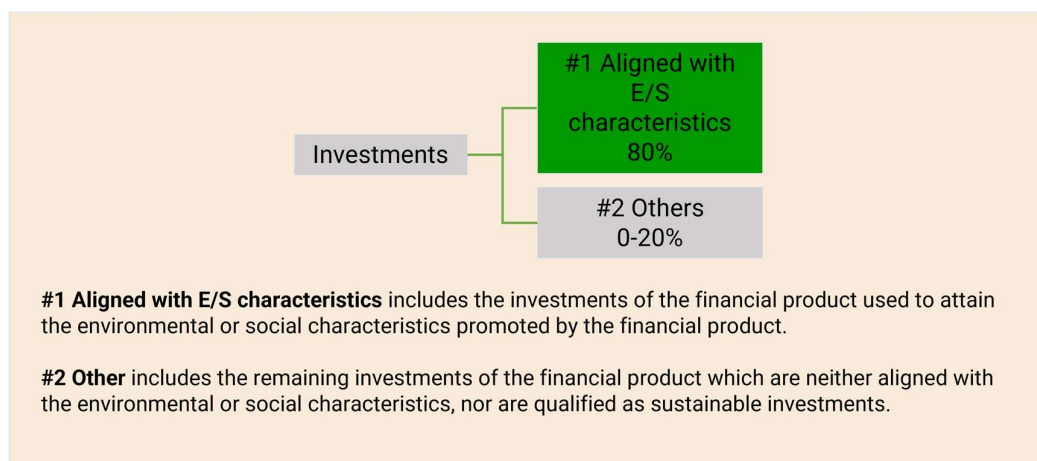 #1 Aligned with
E/S
characteristics
80%
Investments
#2 Others
0-20%
#1 Aligned with E/S characteristics includes the investments of the financial product used to attain
the environmental or social characteristics promoted by the financial product.
#2 Other includes the remaining investments of the financial product which are neither aligned with
the environmental or social characteristics, nor are qualified as sustainable investments.